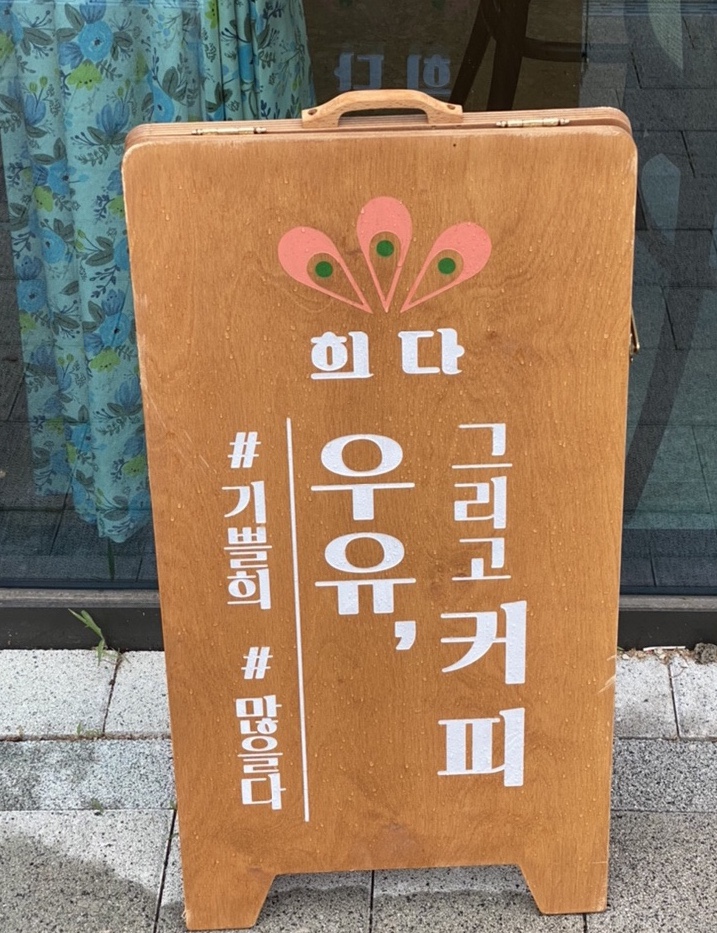 희다
우유,
그리고 커피
#기쁠희 #많을다